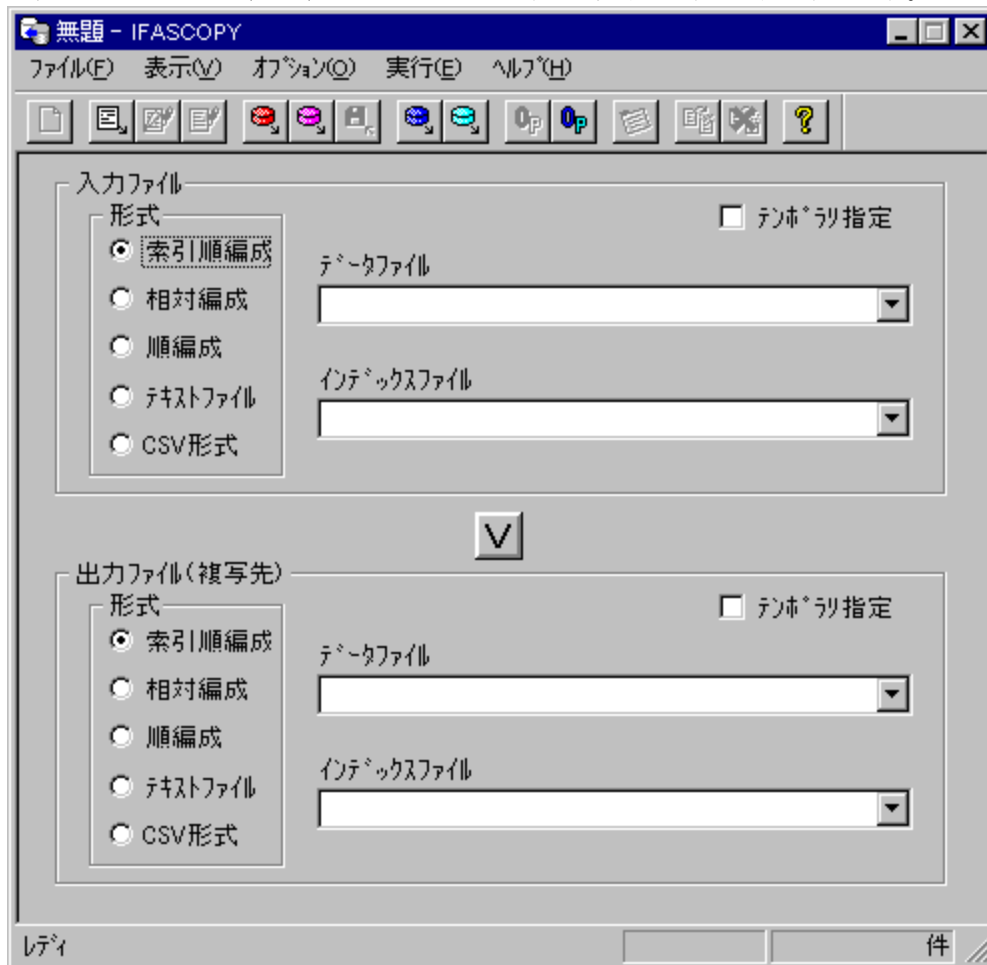 無題 - IFASCOPY
ﾌｧｲﾙ(F) 表示(V) ｵﾌﾟｼｮﾝ(O) 実行(E) ﾍﾙﾌﾟ(H)
入力ﾌｧｲﾙ
形式
ﾃﾝﾎﾟﾗﾘ指定
索引順編成
ﾃﾞｰﾀﾌｧｲﾙ
相対編成
順編成
ｲﾝﾃﾞｯｸｽﾌｧｲﾙ
ﾃｷｽﾄﾌｧｲﾙ
CSV形式
V
出力ﾌｧｲﾙ(複写先)
形式
ﾃﾝﾎﾟﾗﾘ指定
索引順編成
ﾃﾞｰﾀﾌｧｲﾙ
相対編成
順編成
ｲﾝﾃﾞｯｸｽﾌｧｲﾙ
ﾃｷｽﾄﾌｧｲﾙ
CSV形式
ﾚﾃﾞｨ 件